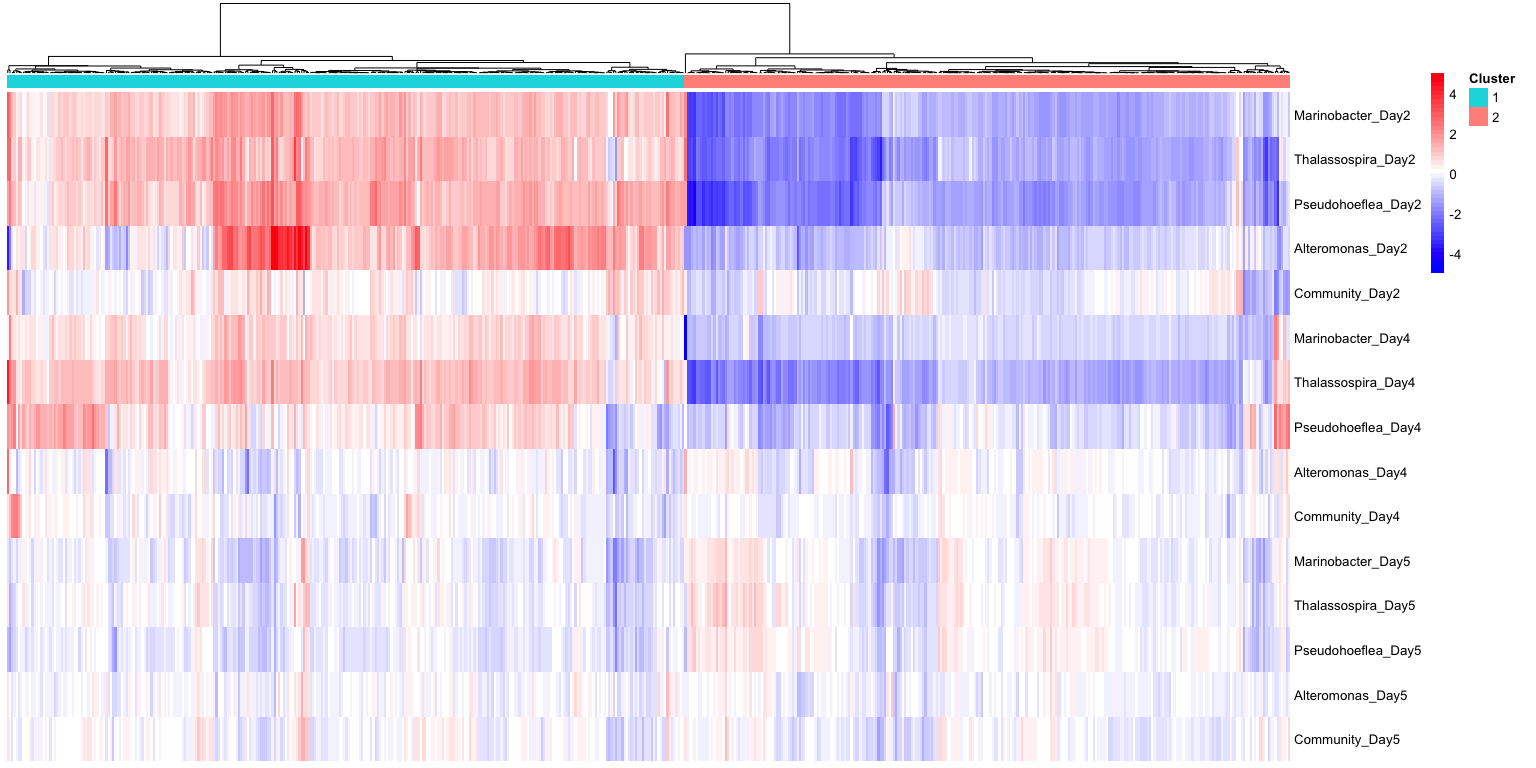 Marinobacter_Day2
Thalassospira_Day2
Pseudohoeflea_Day2
Alteromonas_Day2
Community_Day2
Marinobacter_Day4
Thalassospira_Day4
Pseudohoeflea_Day4
Alteromonas_Day4
Community_Day4
Marinobacter_Day5
Thalassospira_Day5
Pseudohoeflea_Day5
Alteromonas_Day5
Community_Day5
4
2
0
-2
-4
Cluster
1
2